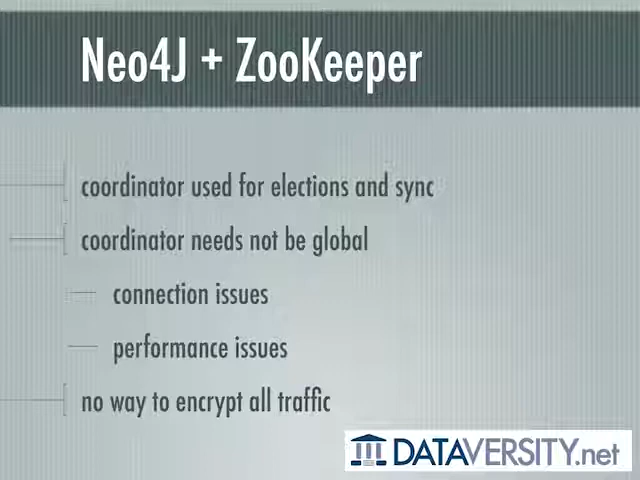 Neo4J + ZooKeeper
coordinator used for elections and sync
coordinator needs not be global
connection issues
performance issues
no way to encrypt all traffic
DATAVERSITY.net